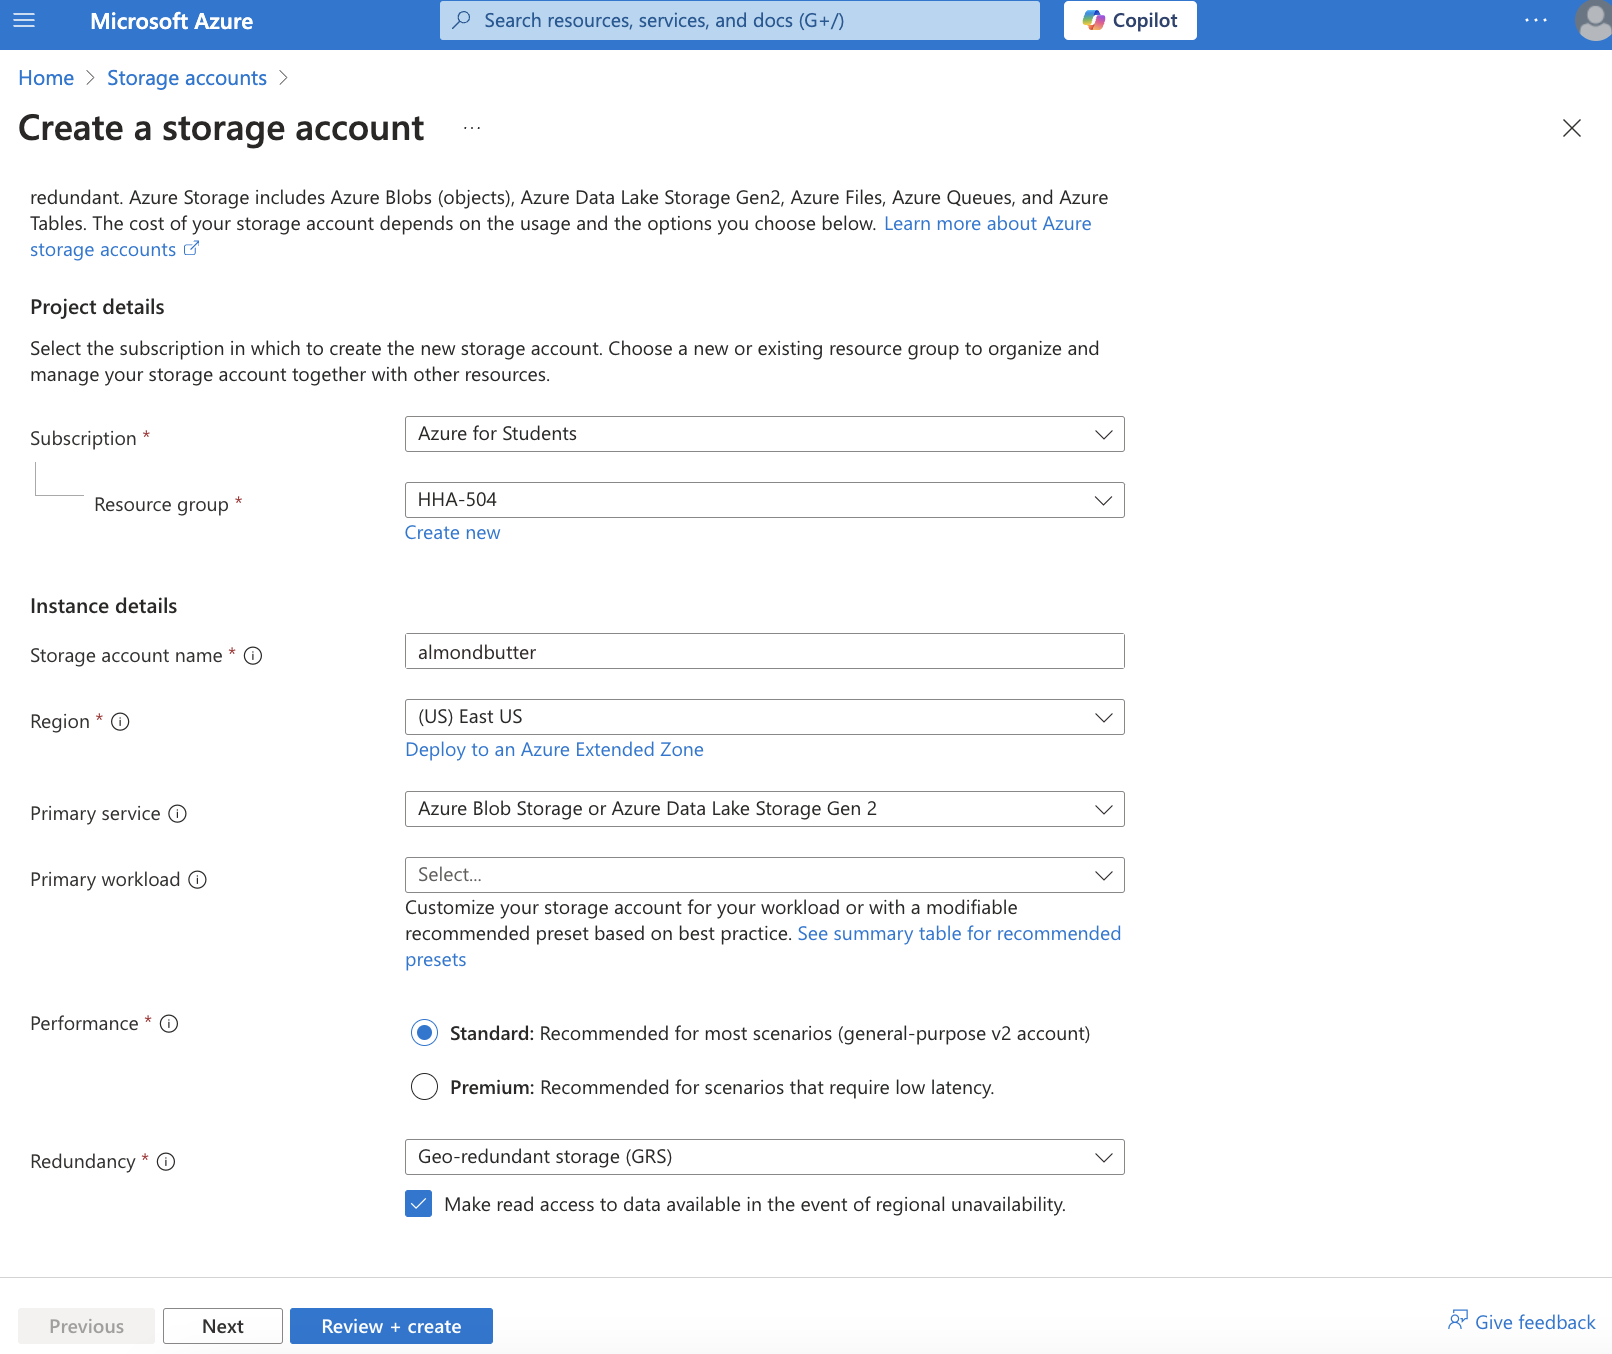 Microsoft Azure
Search resources, services, and docs (G+/)
Copilot
...
Home > Storage accounts >
Create a storage account ...
redundant. Azure Storage includes Azure Blobs (objects), Azure Data Lake Storage Gen2, Azure Files, Azure Queues, and Azure
Tables. The cost of your storage account depends on the usage and the options you choose below. Learn more about Azure
storage accounts
Project details
Select the subscription in which to create the new storage account. Choose a new or existing resource group to organize and
manage your storage account together with other resources.
Subscription *
Azure for Students
Resource group *
HHA-504
Create new
Instance details
Storage account name *
almondbutter
Region *
(US) East US
Deploy to an Azure Extended Zone
Primary service
Azure Blob Storage or Azure Data Lake Storage Gen 2
Primary workload
Select...
Customize your storage account for your workload or with a modifiable
recommended preset based on best practice. See summary table for recommended
presets
Performance *
Standard: Recommended for most scenarios (general-purpose v2 account)
Premium: Recommended for scenarios that require low latency.
Redundancy *
Geo-redundant storage (GRS)
Make read access to data available in the event of regional unavailability.
Previous
Next
Review + create
Give feedback